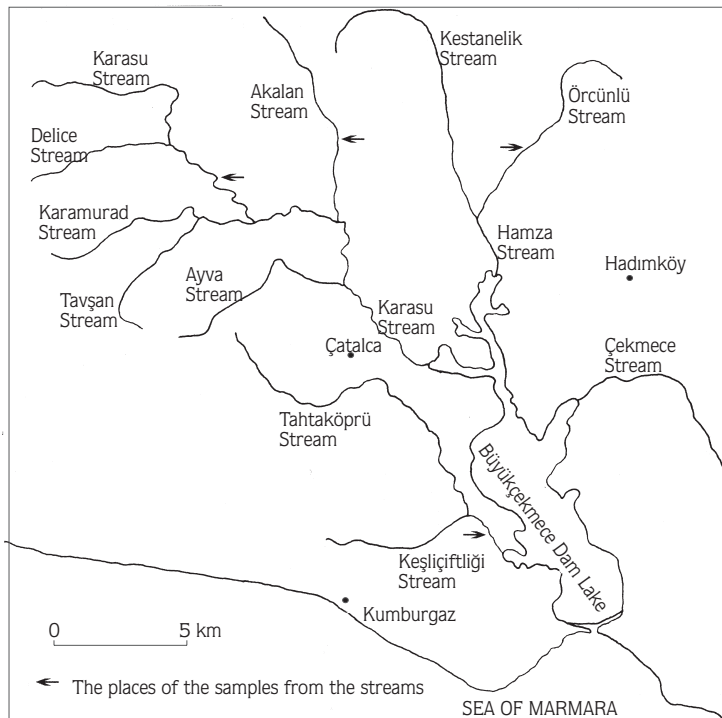 Karasu
Stream
Akalan
Stream
Kestanelik
Stream
Örcünlü
Stream
Delice
Stream
Karamurad
Stream
Hamza
Stream
Hadımköy
Ayva
Stream
Tavşan
Stream
Karasu
Stream
Çatalca
Çekmece
Stream
Tahtaköprü
Stream
Büyükçekmece Dam Lake
Keşliçiftliği
Stream
Kumburgaz
0 5 km
The places of the samples from the streams
SEA OF MARMARA